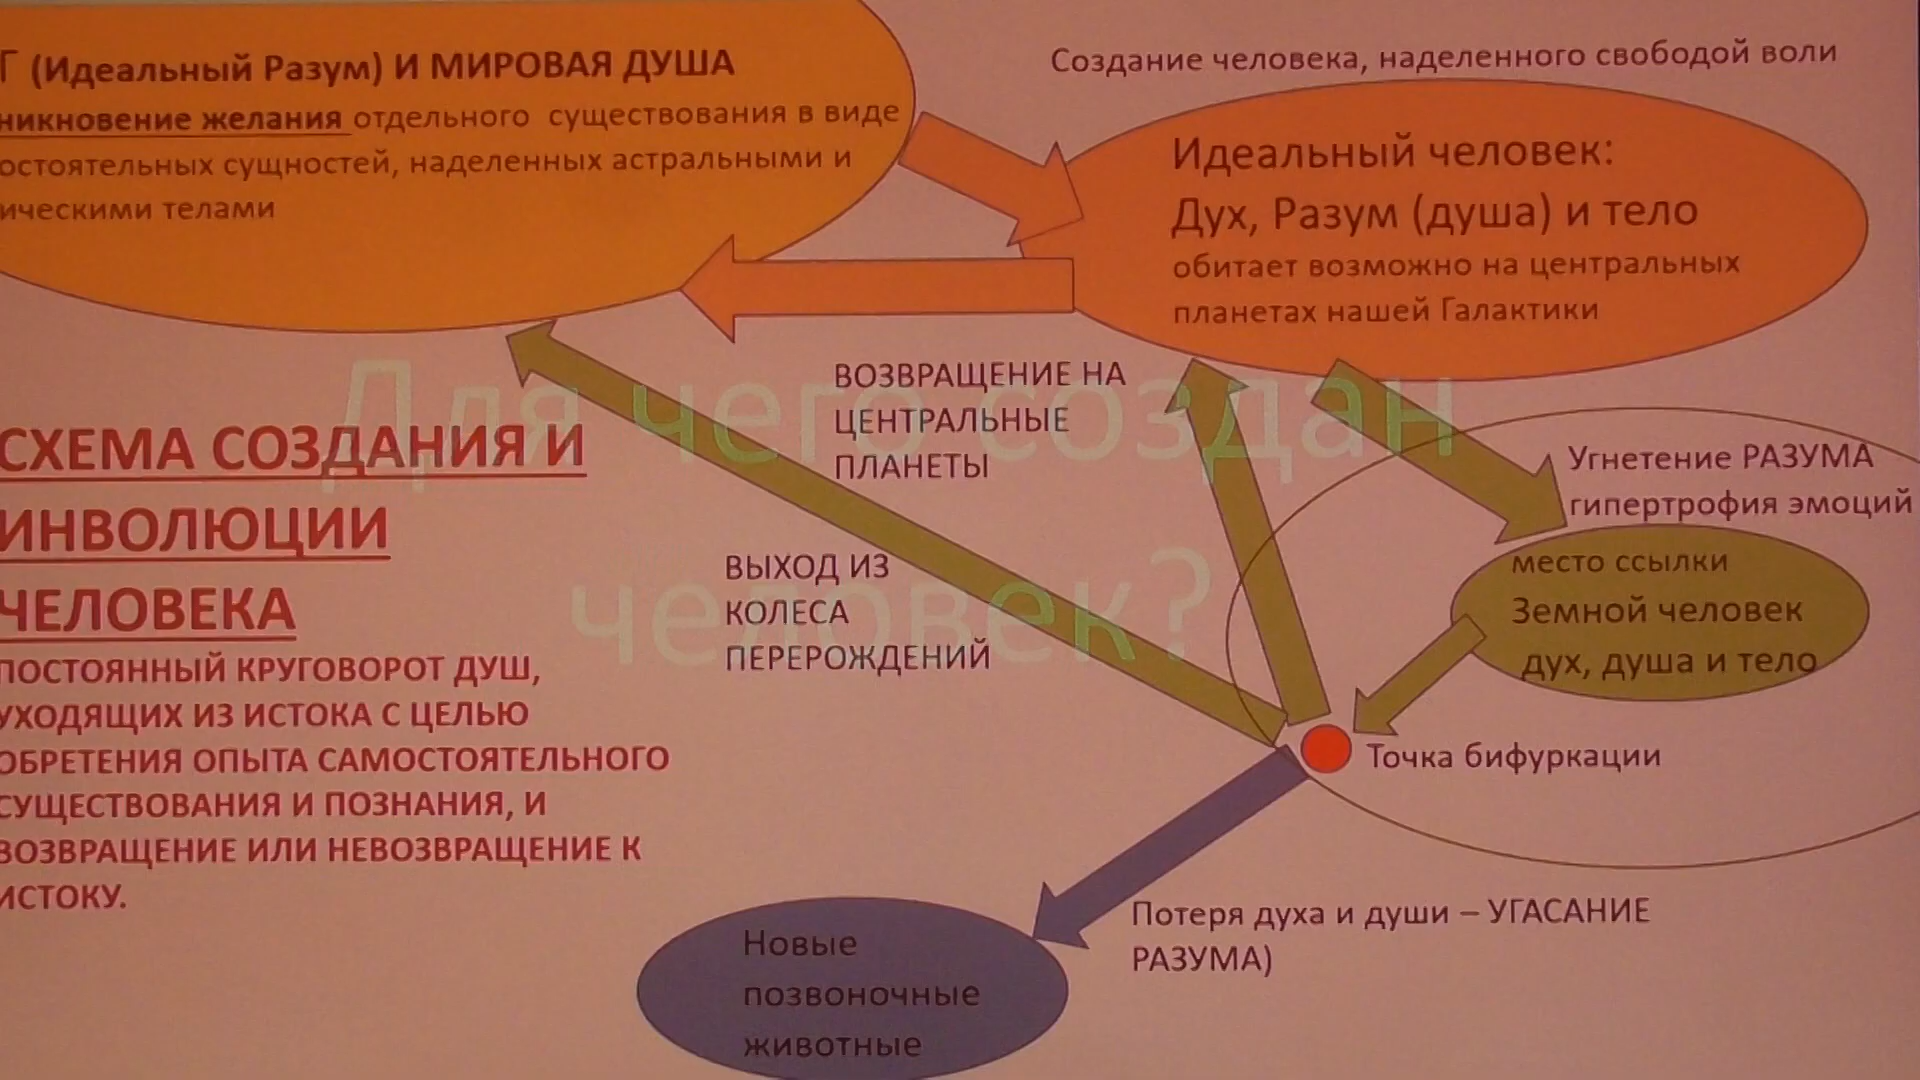 Г (Идеальный Разум) И МИРОВАЯ ДУША
никновение желания отдельного существования в виде
остоятельных сущностей, наделенных астральными и
ическими телами
Создание человека, наделенного свободой воли
Идеальный человек:
Дух, Разум (душа) и тело
обитает возможно на центральных
планетах нашей Галактики
ВОЗВРАЩЕНИЕ НА
ЦЕНТРАЛЬНЫЕ
ПЛАНЕТЫ
Для чего создан
человек?
Угнетение РАЗУМА
гипертрофия эмоций
место ссылки
Земной человек
дух, душа и тело
СХЕМА СОЗДАНИЯ И
ИНВОЛЮЦИИ
ЧЕЛОВЕКА
ПОСТОЯННЫЙ КРУГОВОРОТ ДУШ,
УХОДЯЩИХ ИЗ ИСТОКА С ЦЕЛЬЮ
ОБРЕТЕНИЯ ОПЫТА САМОСТОЯТЕЛЬНОГО
СУЩЕСТВОВАНИЯ И ПОЗНАНИЯ, И
ВОЗВРАЩЕНИЕ ИЛИ НЕВОЗВРАЩЕНИЕ К
ИСТОКУ.
ВЫХОД ИЗ
КОЛЕСА
ПЕРЕРОЖДЕНИЙ
Точка бифуркации
Потеря духа и души – УГАСАНИЕ
РАЗУМА)
Новые
позвоночные
животные